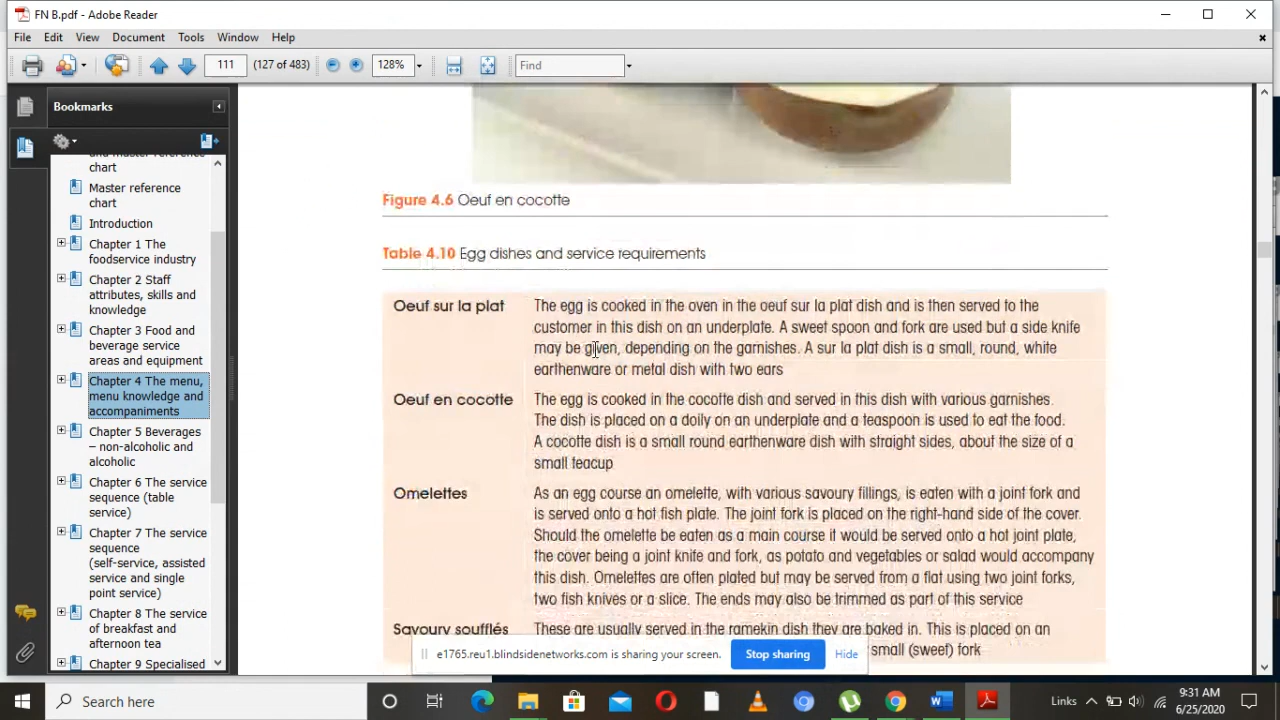 FN B.pdf - Adobe Reader
File Edit View Document Tools Window Help
111 (127 of 483) 128% Find
Bookmarks
and master reference
chart
Master reference
chart
Introduction
Chapter 1 The
foodservice industry
Chapter 2 Staff
attributes, skills and
knowledge
Chapter 3 Food and
beverage service
areas and equipment
Chapter 4 The menu,
menu knowledge and
accompaniments
Chapter 5 Beverages
– non-alcoholic and
alcoholic
Chapter 6 The service
sequence (table
service)
Chapter 7 The service
sequence
(self-service, assisted
service and single
point service)
Chapter 8 The service
of breakfast and
afternoon tea
Chapter 9 Specialised
Figure 4.6 Oeuf en cocotte
Table 4.10 Egg dishes and service requirements
Oeuf sur la plat The egg is cooked in the oven in the oeuf sur la plat dish and is then served to the
customer in this dish on an underplate. A sweet spoon and fork are used but a side knife
may be given, depending on the garnishes. A sur la plat dish is a small, round, white
earthenware or metal dish with two ears
Oeuf en cocotte The egg is cooked in the cocotte dish and served in this dish with various garnishes.
The dish is placed on a doily on an underplate and a teaspoon is used to eat the food.
A cocotte dish is a small round earthenware dish with straight sides, about the size of a
small teacup
Omelettes As an egg course an omelette, with various savoury fillings, is eaten with a joint fork and
is served onto a hot fish plate. The joint fork is placed on the right-hand side of the cover.
Should the omelette be eaten as a main course it would be served onto a hot joint plate,
the cover being a joint knife and fork, as potato and vegetables or salad would accompany
this dish. Omelettes are often plated but may be served from a flat using two joint forks,
two fish knives or a slice. The ends may also be trimmed as part of this service
Savoury soufflés These are usually served in the ramekin dish they are baked in. This is placed on an
small (sweet) fork
e1765.reu1.blindsidenetworks.com is sharing your screen. Stop sharing Hide
Type here to search
Links 9:31 AM
6/25/2020